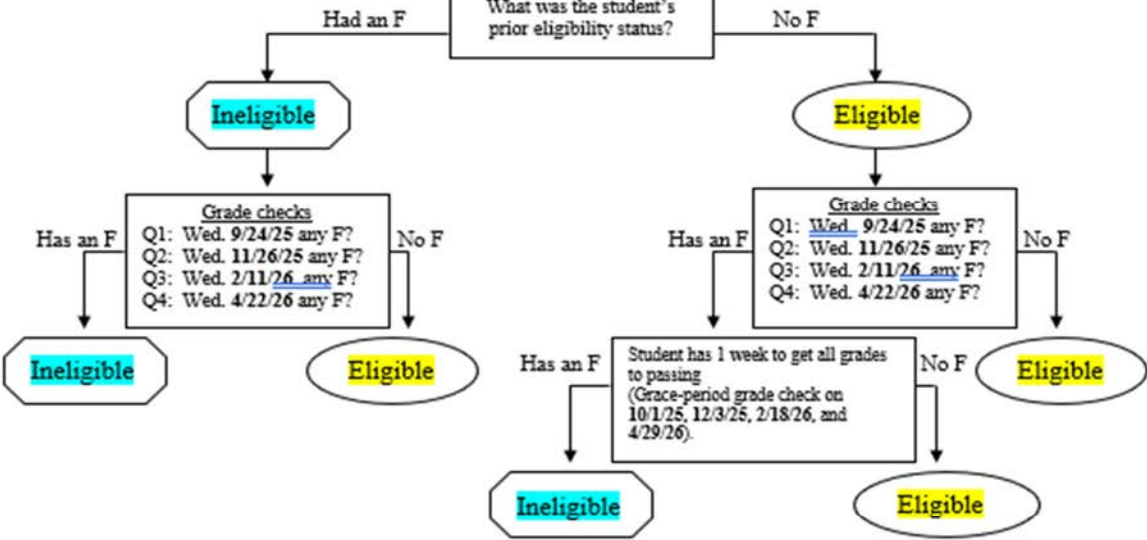 What was the student's
prior eligibility status?
Had an F
No F
Ineligible
Eligible
Grade checks
Q1: Wed. 9/24/25 any F?
Q2: Wed. 11/26/25 any F?
Q3: Wed. 2/11/26 any F?
Q4: Wed. 4/22/26 any F?
Has an F
No F
Ineligible
Eligible
Grade checks
Q1: Wed. 9/24/25 any F?
Q2: Wed. 11/26/25 any F?
Q3: Wed. 2/11/26 any F?
Q4: Wed. 4/22/26 any F?
Has an F
No F
Eligible
Student has 1 week to get all grades
to passing
(Grace-period grade check on
10/1/25, 12/3/25, 2/18/26, and
4/29/26).
Has an F
No F
Ineligible
Eligible